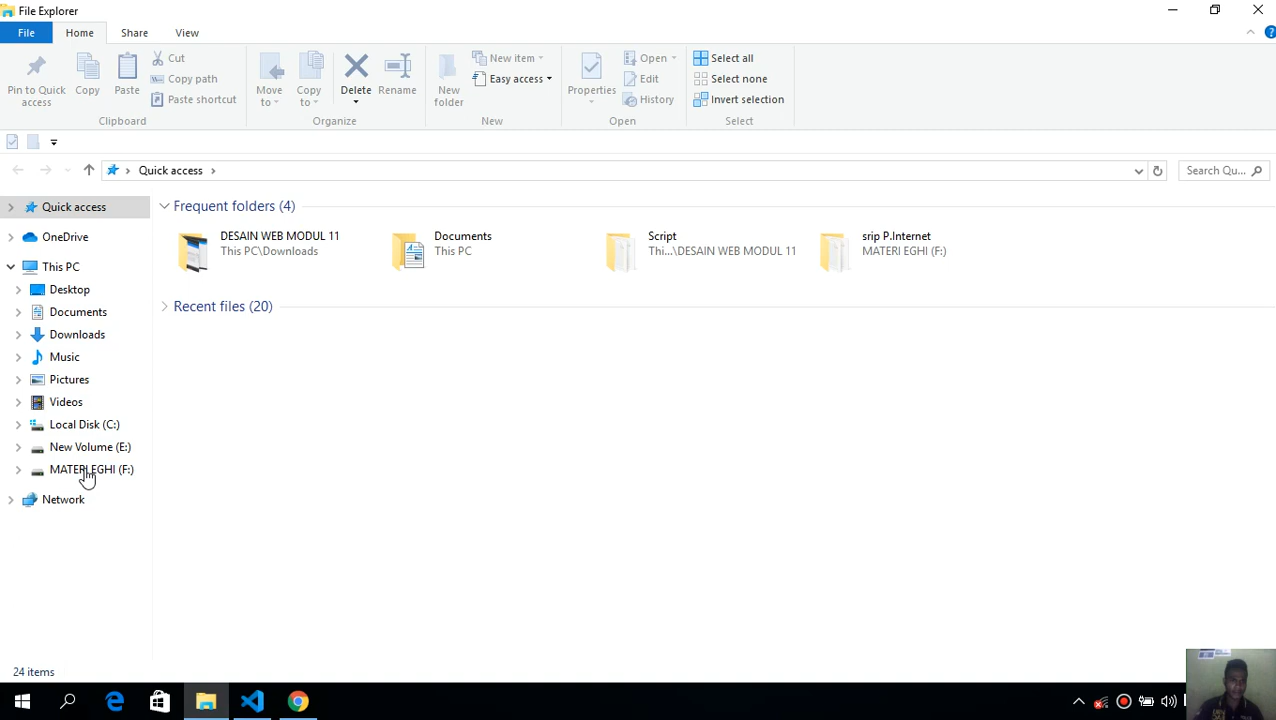 File Explorer
File Home Share View
Pin to Quick access
Copy
Paste
Cut
Copy path
Paste shortcut
Clipboard
Move to
Copy to
Delete
Rename
Organize
New folder
New item
Easy access
New
Properties
Open
Edit
History
Open
Select all
Select none
Invert selection
Select
Quick access
Search Qu...
Quick access
OneDrive
This PC
Desktop
Documents
Downloads
Music
Pictures
Videos
Local Disk (C:)
New Volume (E:)
MATERI EGHI (F:)
Network
Frequent folders (4)
DESAIN WEB MODUL 11
This PC\Downloads
Documents
This PC
Script
Thi...\DESAIN WEB MODUL 11
srip P.Internet
MATERI EGHI (F:)
Recent files (20)
24 items